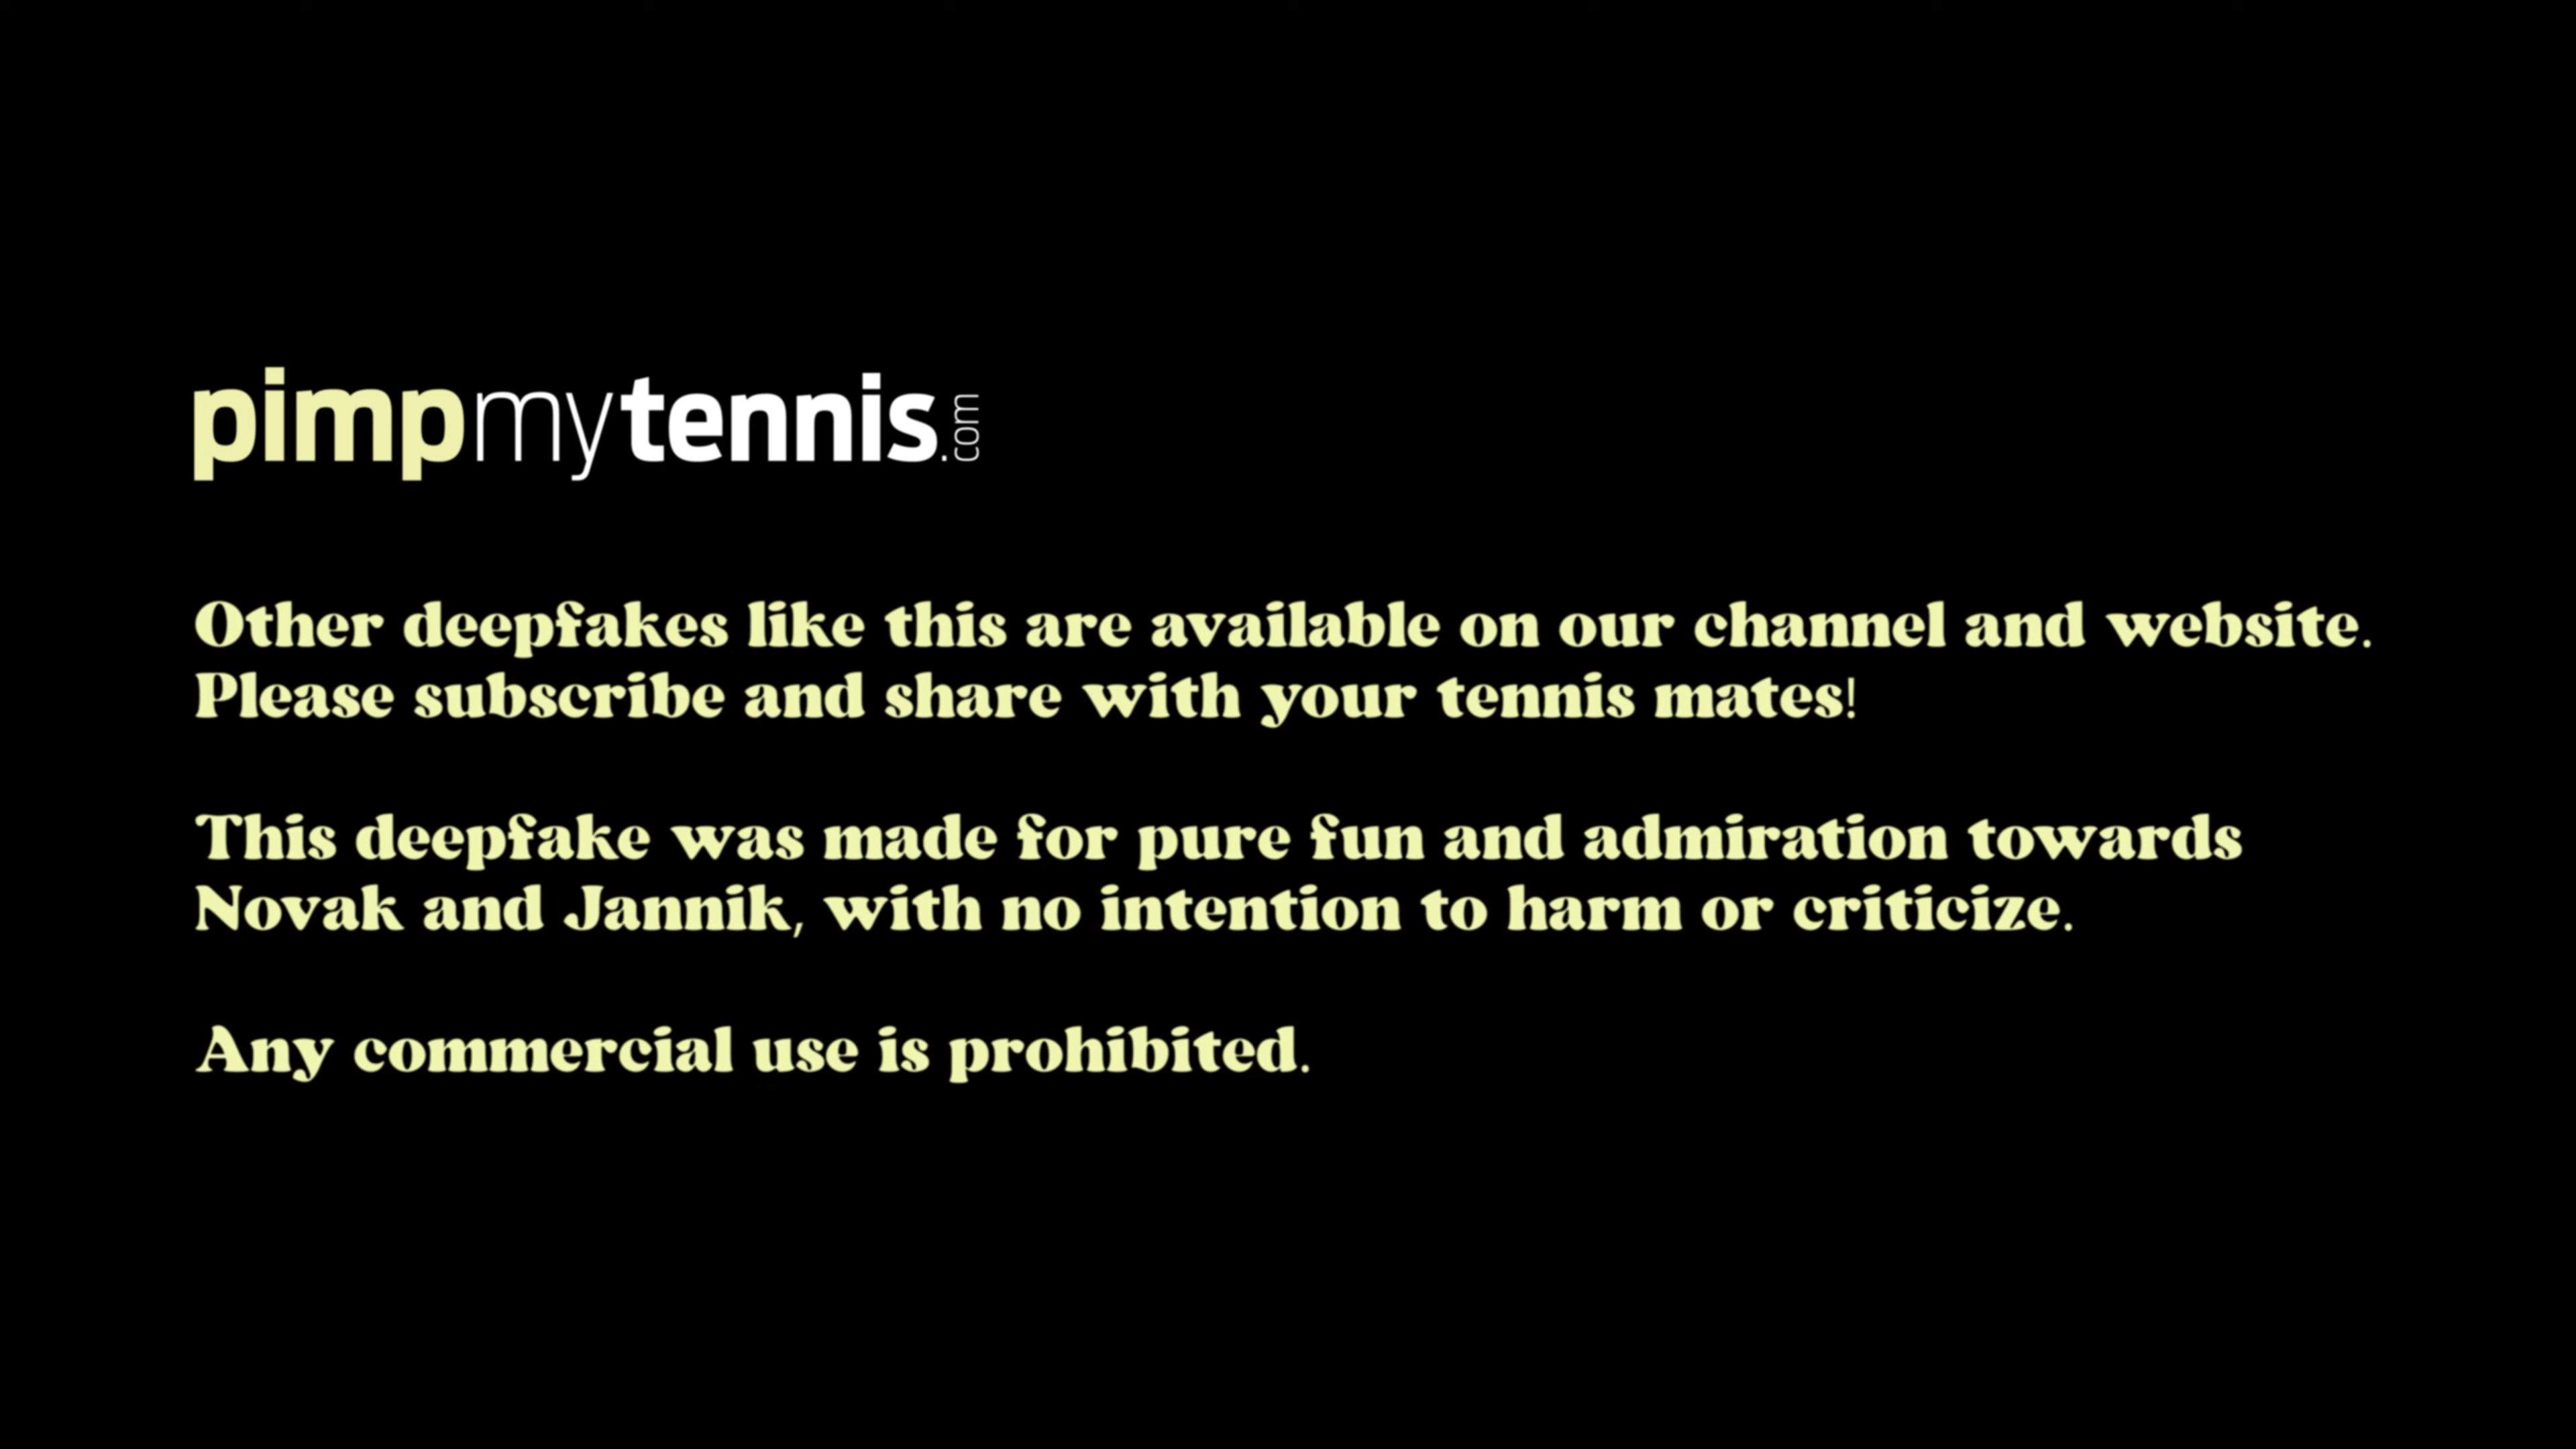 pimpmytennis.com
Other deepfakes like this are available on our channel and website.
Please subscribe and share with your tennis mates!
This deepfake was made for pure fun and admiration towards
Novak and Jannik, with no intention to harm or criticize.
Any commercial use is prohibited.